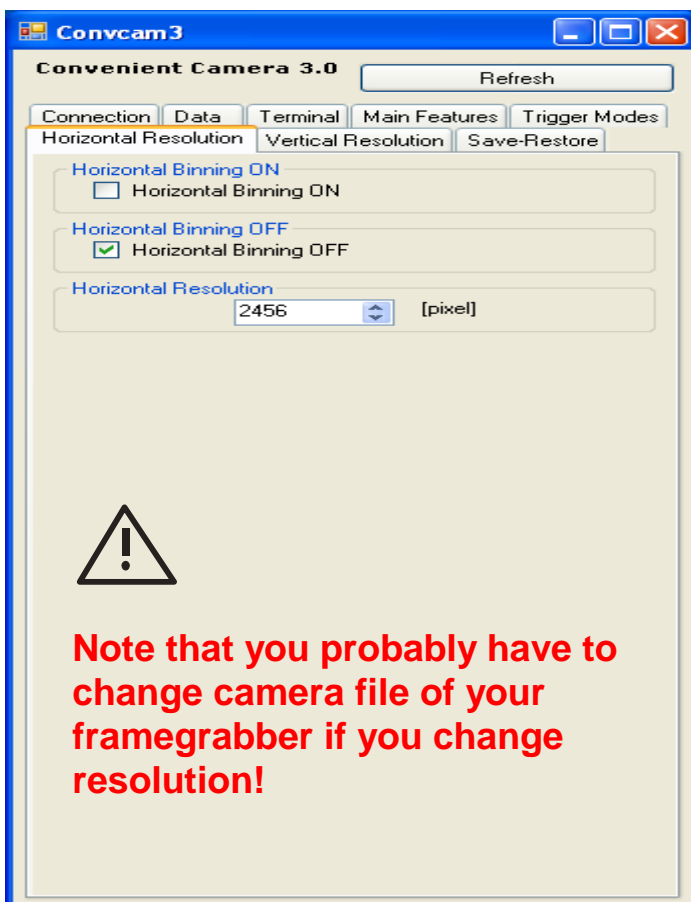 Convcam3
Convenient Camera 3.0
Refresh
Connection Data Terminal Main Features Trigger Modes
Horizontal Resolution Vertical Resolution Save-Restore
Horizontal Binning ON
Horizontal Binning ON
Horizontal Binning OFF
Horizontal Binning OFF
Horizontal Resolution
2456 [pixel]
Note that you probably have to
change camera file of your
framegrabber if you change
resolution!